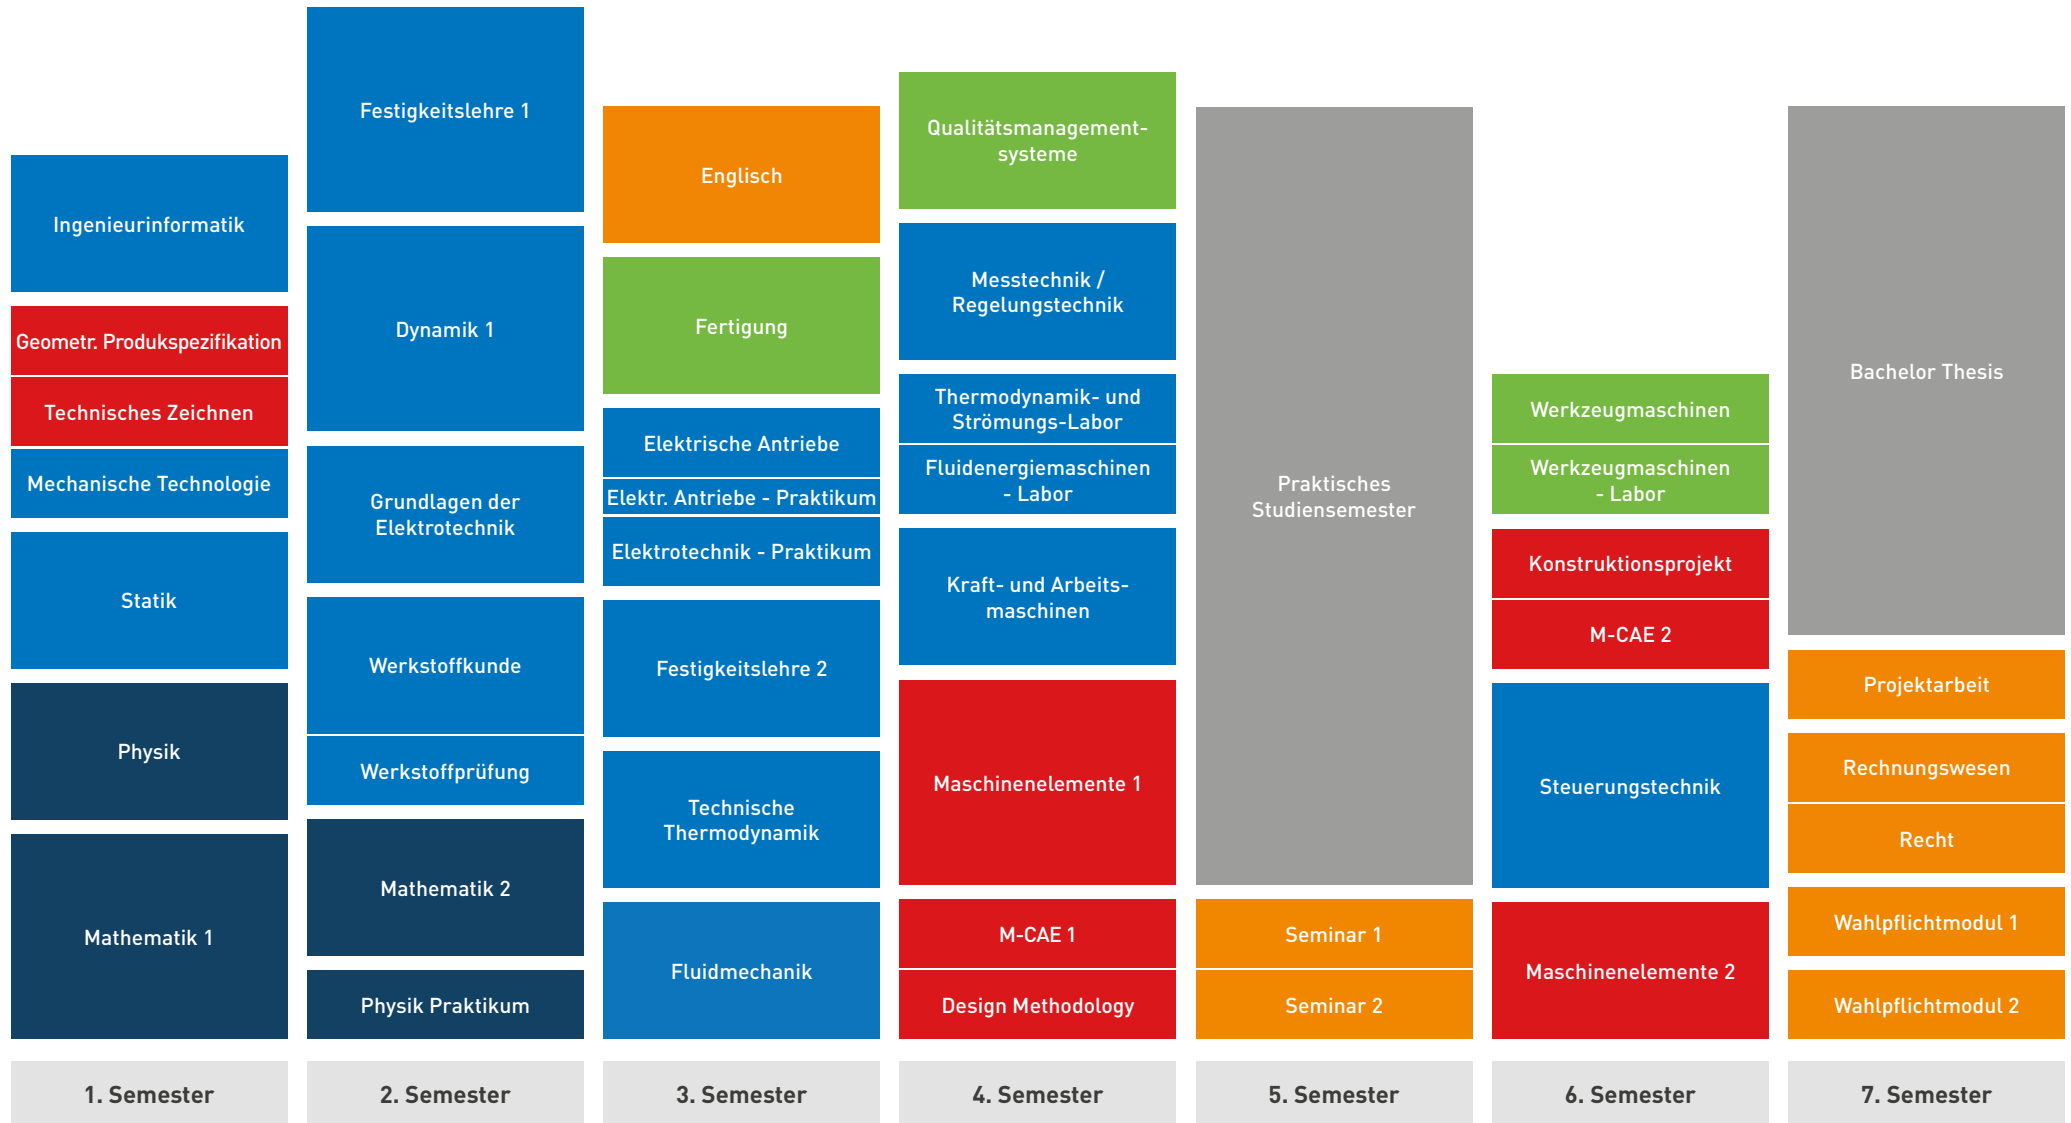 Ingenieurinformatik
Geometr. Produkspezifikation
Technisches Zeichnen
Mechanische Technologie
Statik
Physik
Mathematik 1
1. Semester
Festigkeitslehre 1
Dynamik 1
Grundlagen der
Elektrotechnik
Werkstoffkunde
Werkstoffprüfung
Mathematik 2
Physik Praktikum
2. Semester
Englisch
Fertigung
Elektrische Antriebe
Elektr. Antriebe - Praktikum
Elektrotechnik - Praktikum
Festigkeitslehre 2
Technische
Thermodynamik
Fluidmechanik
3. Semester
Qualitätsmanagement-
systeme
Messtechnik /
Regelungstechnik
Thermodynamik- und
Strömungs-Labor
Fluidenergiemaschinen
- Labor
Kraft- und Arbeits-
maschinen
Maschinenelemente 1
M-CAE 1
Design Methodology
4. Semester
Praktisches
Studiensemester
Seminar 1
Seminar 2
5. Semester
Werkzeugmaschinen
Werkzeugmaschinen
- Labor
Konstruktionsprojekt
M-CAE 2
Steuerungstechnik
Maschinenelemente 2
6. Semester
Bachelor Thesis
Projektarbeit
Rechnungswesen
Recht
Wahlpflichtmodul 1
Wahlpflichtmodul 2
7. Semester